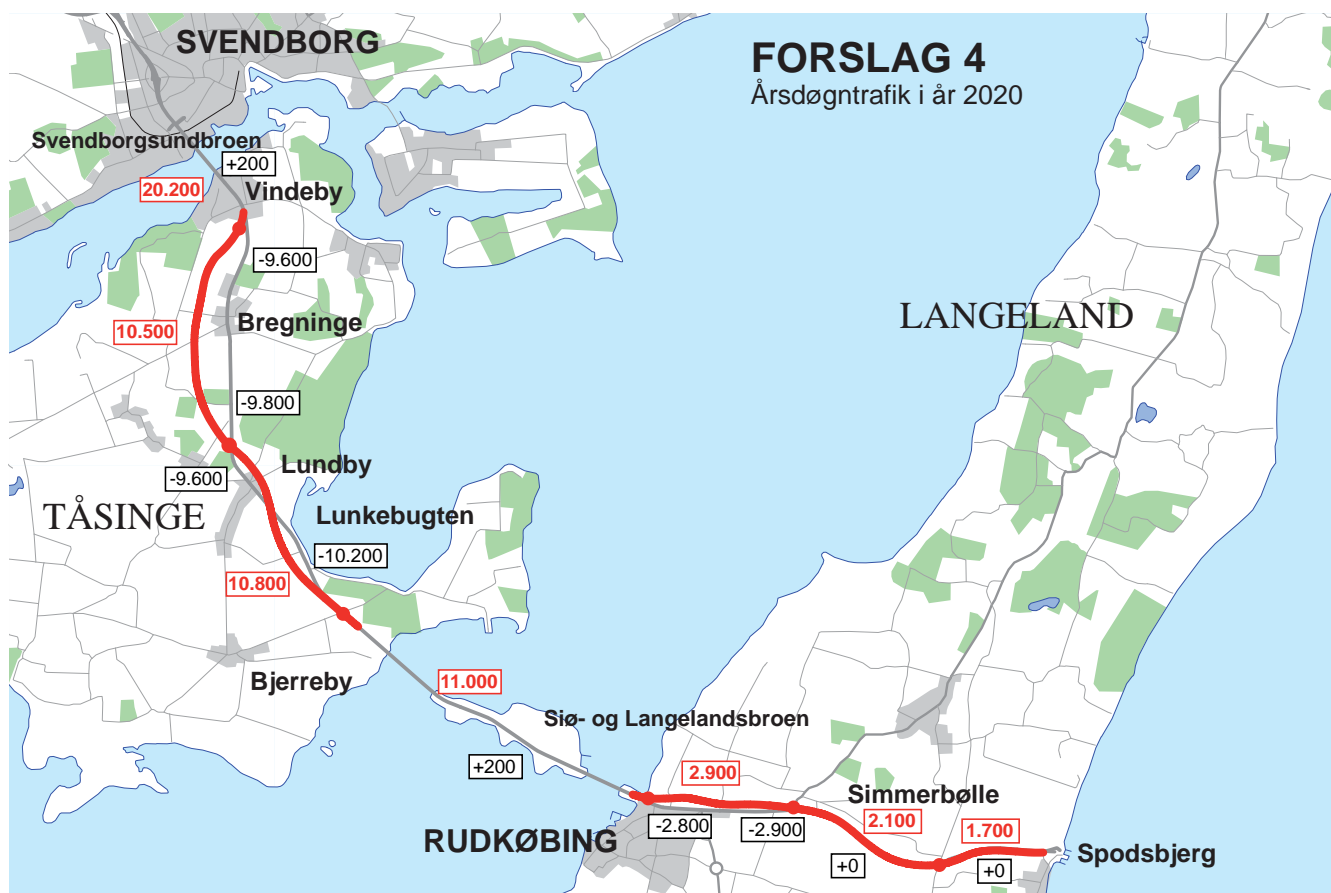 SVENDBORG
FORSLAG 4
Årsdøgntrafik i år 2020
Svendborgsundbroen
+200
20.200
Vindeby
-9.600
LANGELAND
10.500
Bregninge
-9.800
Lundby
-9.600
TÅSINGE
Lunkebugten
-10.200
10.800
Bjerreby
11.000
Siø- og Langelandsbroen
+200
2.900
Simmerbølle
2.100
1.700
RUDKØBING
-2.800
-2.900
+0
+0
Spodsbjerg